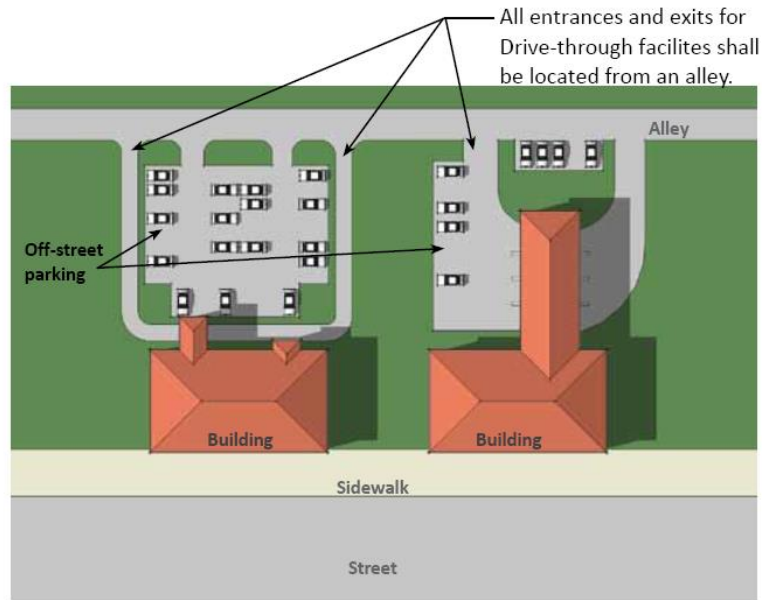 All entrances and exits for
Drive-through facilites shall
be located from an alley.
Alley
Off-street
parking
Building
Building
Sidewalk
Street